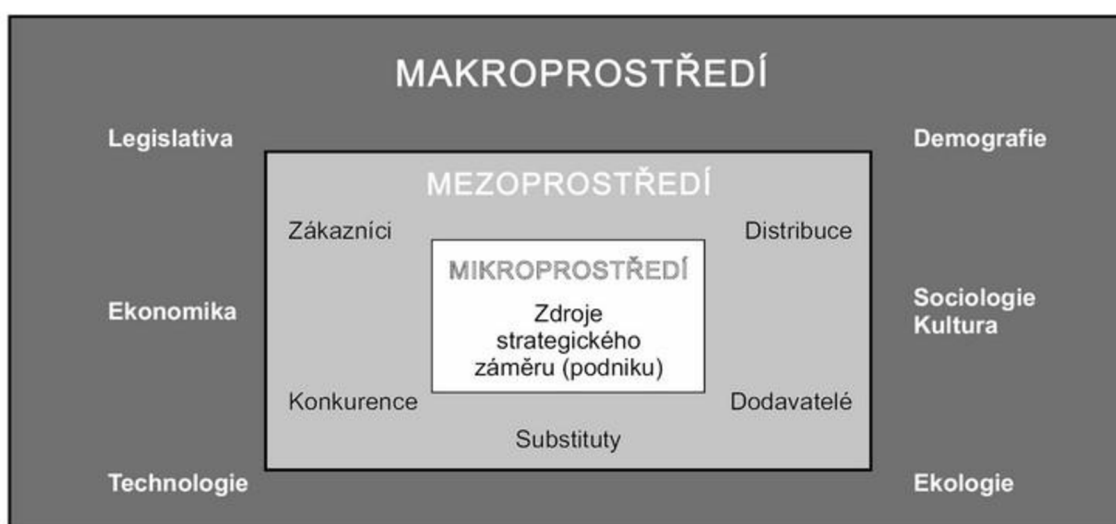 MAKROPROSTŘEDÍ
Legislativa
Demografie
MEZOPROSTŘEDÍ
Zákazníci
Distribuce
MIKROPROSTŘEDÍ
Zdroje
strategického
záměru (podniku)
Ekonomika
Sociologie
Kultura
Konkurence
Dodavatelé
Substituty
Technologie
Ekologie